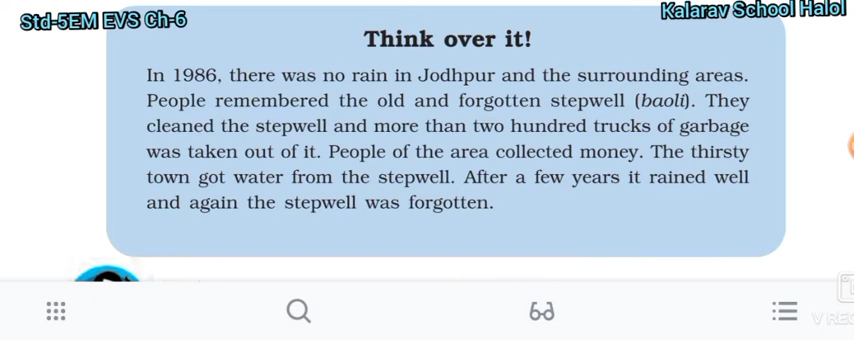 Std-5EM EVS Ch-6
Kalarav School Halol
Think over it!
In 1986, there was no rain in Jodhpur and the surrounding areas.
People remembered the old and forgotten stepwell (baoli). They
cleaned the stepwell and more than two hundred trucks of garbage
was taken out of it. People of the area collected money. The thirsty
town got water from the stepwell. After a few years it rained well
and again the stepwell was forgotten.